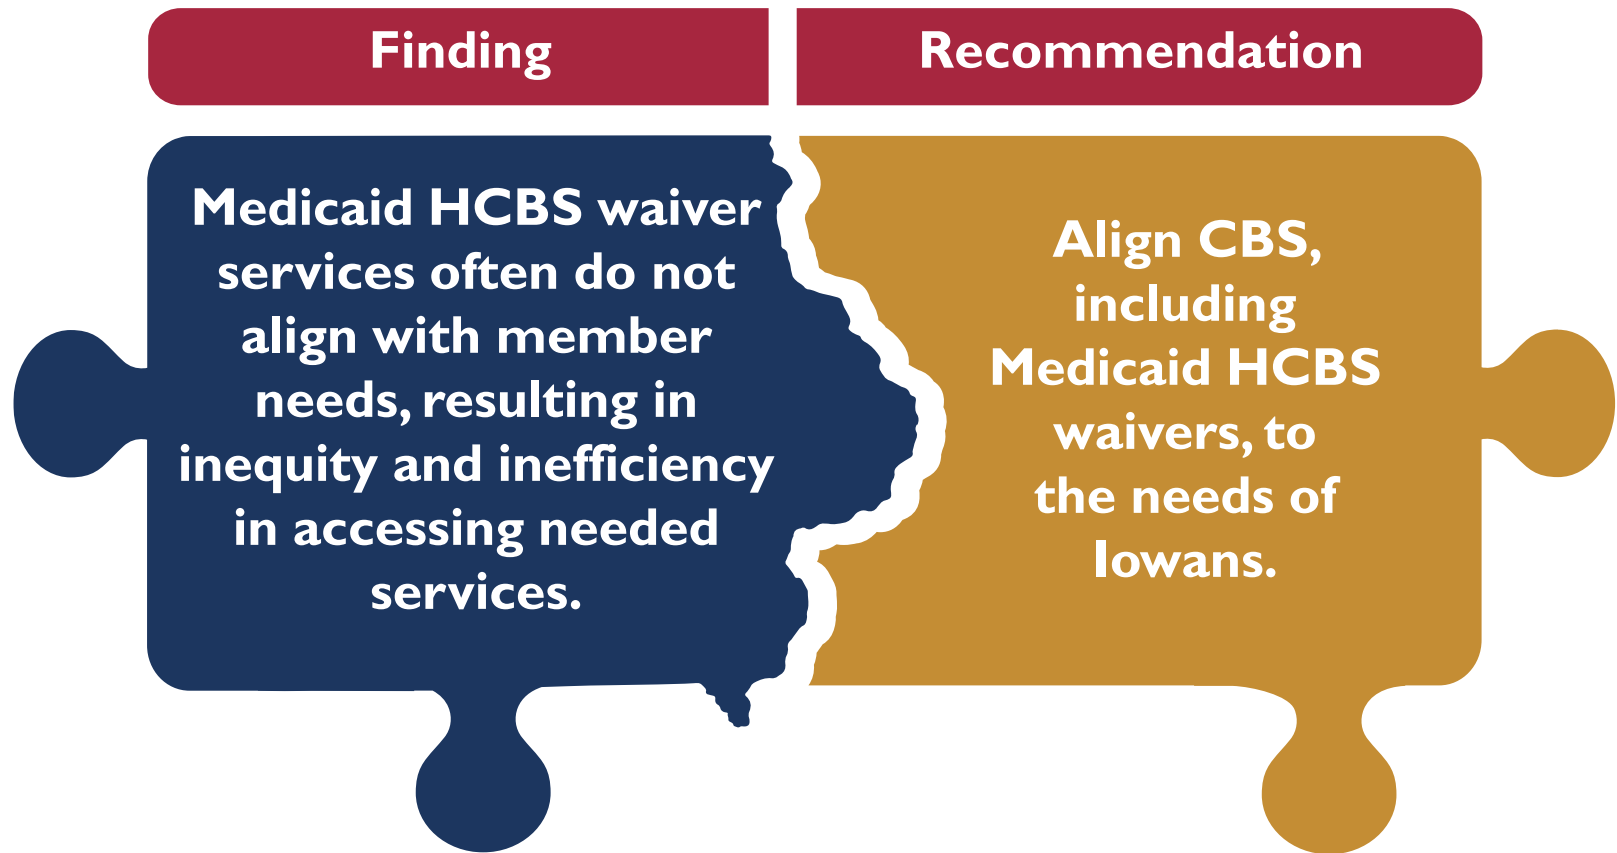 Finding
Recommendation
Medicaid HCBS waiver
services often do not
align with member
needs, resulting in
inequity and inefficiency
in accessing needed
services.
Align CBS,
including
Medicaid HCBS
waivers, to
the needs of
Iowans.